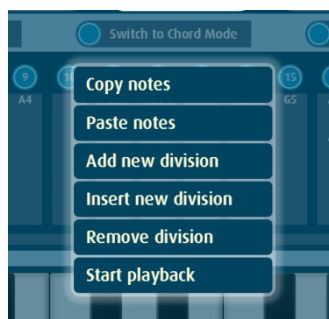 Switch to Chord Mode
9
10
15
A4
G5
Copy notes
Paste notes
Add new division
Insert new division
Remove division
Start playback